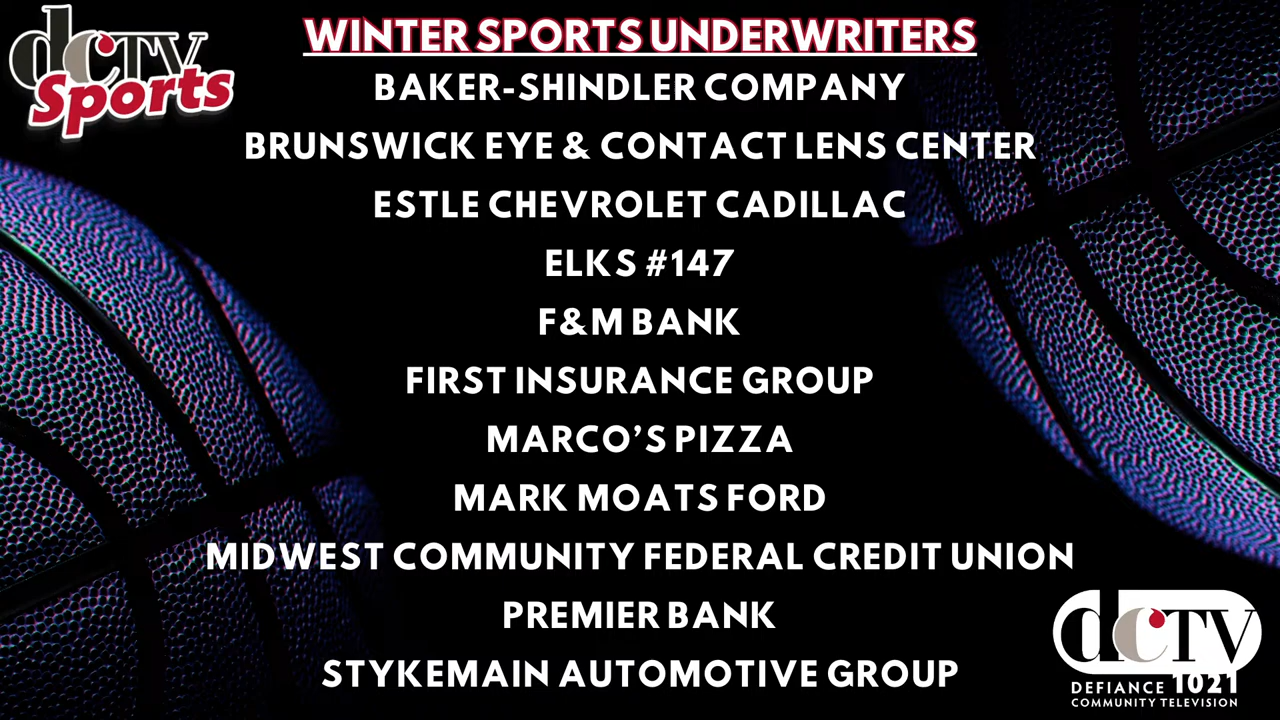 dctv
Sports
WINTER SPORTS UNDERWRITERS
BAKER-SHINDLER COMPANY
BRUNSWICK EYE & CONTACT LENS CENTER
ESTLE CHEVROLET CADILLAC
ELKS #147
F&M BANK
FIRST INSURANCE GROUP
MARCO’S PIZZA
MARK MOATS FORD
MIDWEST COMMUNITY FEDERAL CREDIT UNION
PREMIER BANK
STYKEMAIN AUTOMOTIVE GROUP
dctv
DEFIANCE 1021
COMMUNITY TELEVISION